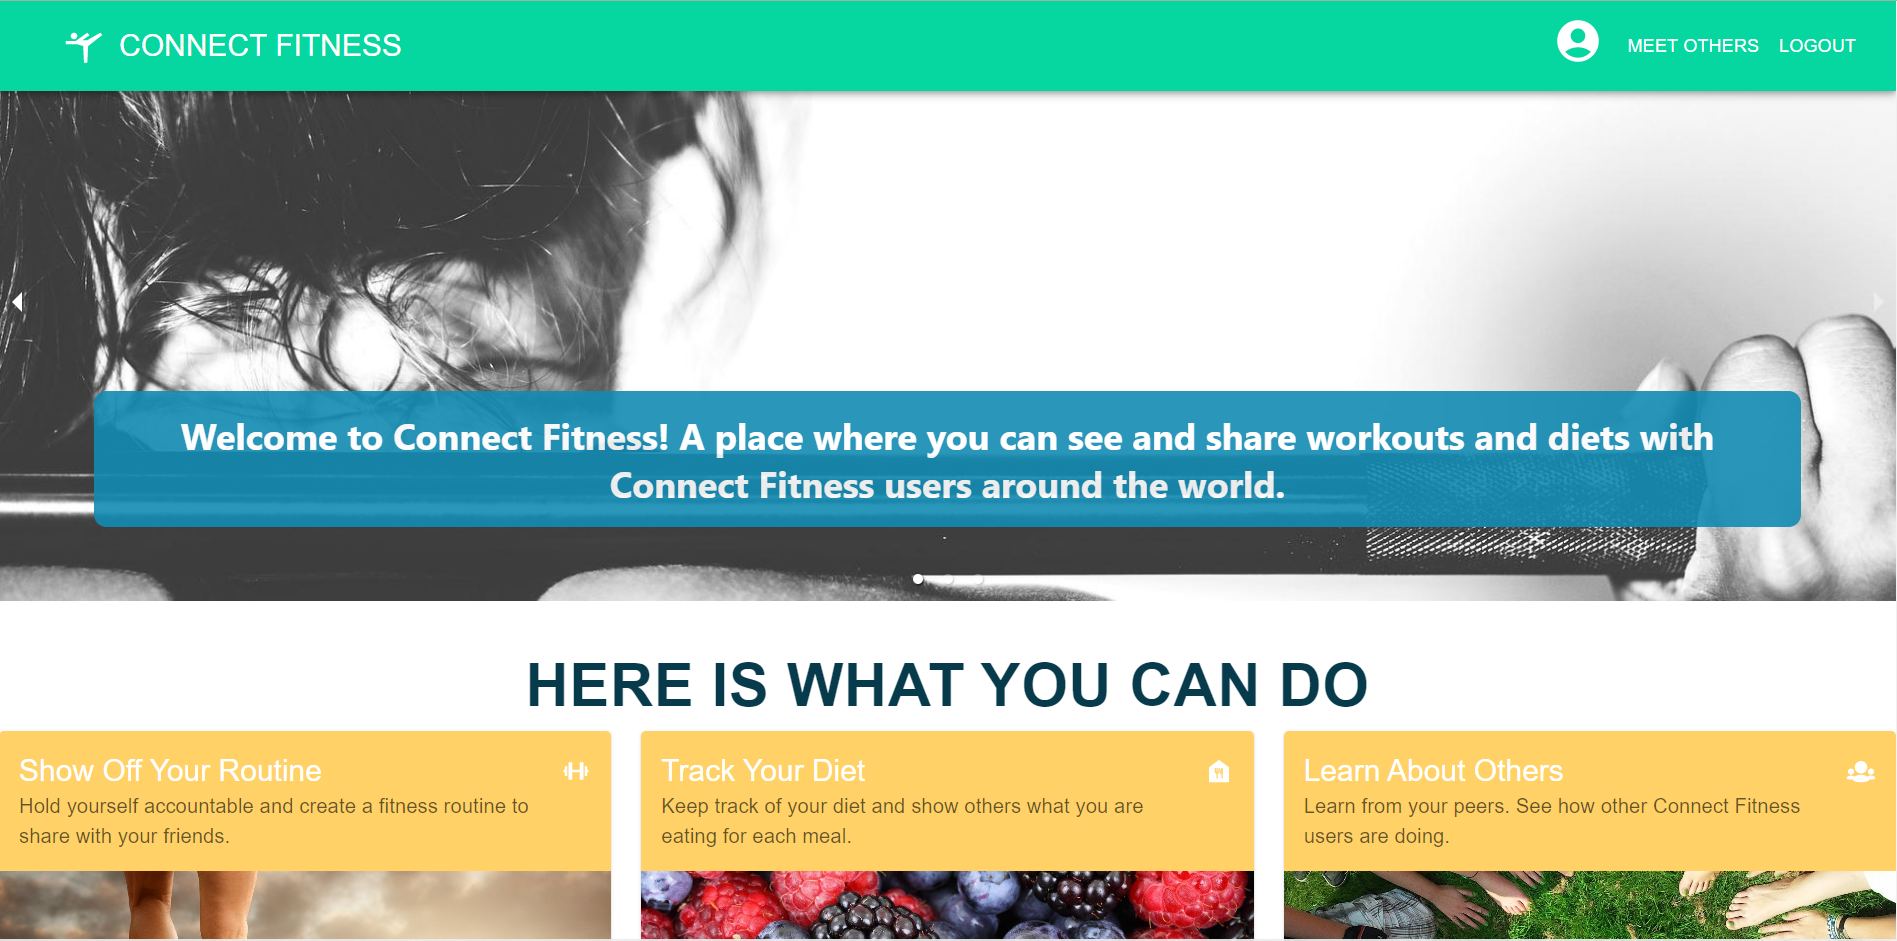 CONNECT FITNESS
MEET OTHERS
LOGOUT
Welcome to Connect Fitness! A place where you can see and share workouts and diets with
Connect Fitness users around the world.
HERE IS WHAT YOU CAN DO
Show Off Your Routine
Hold yourself accountable and create a fitness routine to
share with your friends.
Track Your Diet
Keep track of your diet and show others what you are
eating for each meal.
Learn About Others
Learn from your peers. See how other Connect Fitness
users are doing.